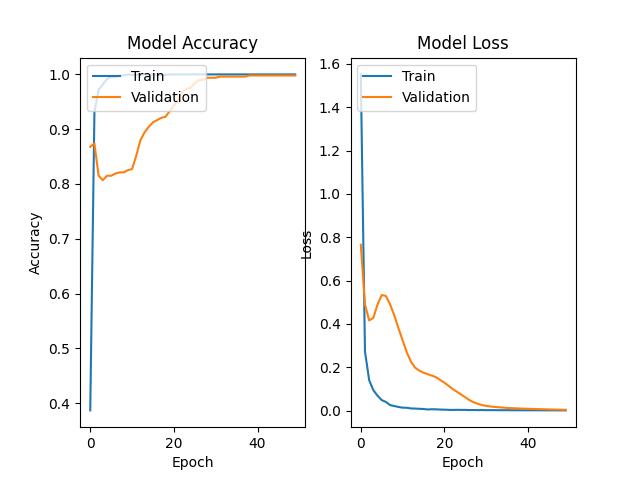 Model Accuracy
Train
Validation
1.0
0.9
0.8
0.7
0.6
0.5
0.4
Accuracy
0
20
40
Epoch
Model Loss
Train
Validation
1.6
1.4
1.2
1.0
0.8
0.6
0.4
0.2
0.0
Loss
0
20
40
Epoch